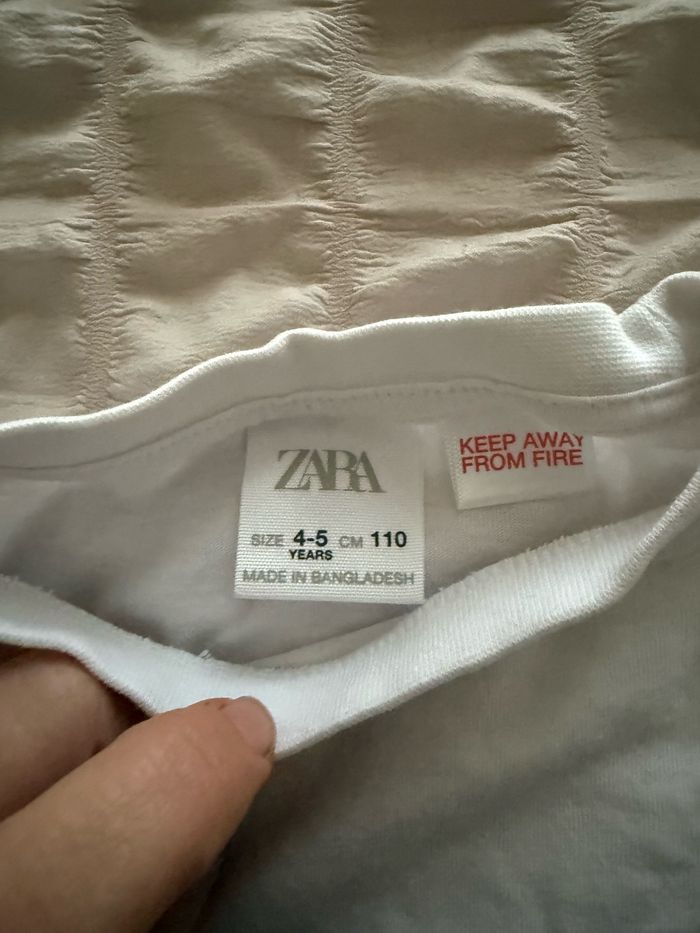 ZARA
SIZE 4-5 CM 110
YEARS
MADE IN BANGLADESH
KEEP AWAY
FROM FIRE